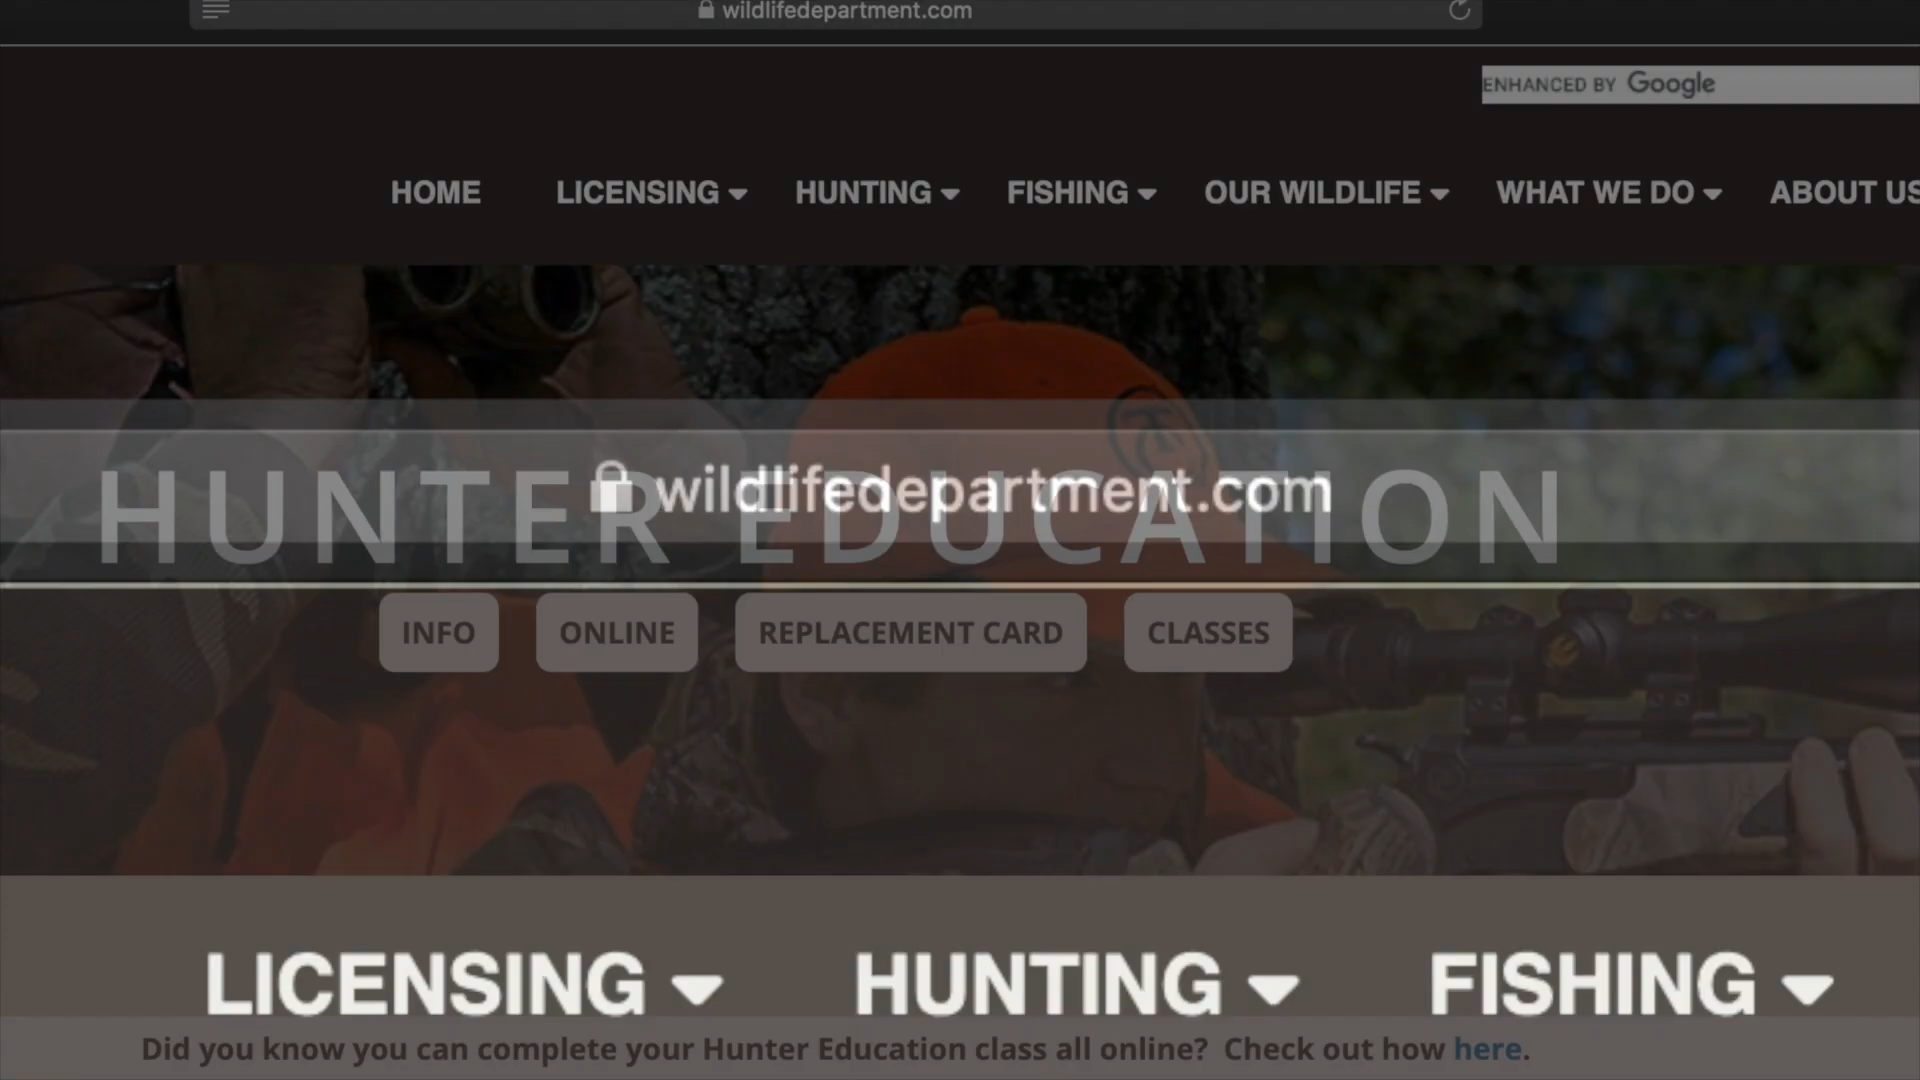 wildlifedepartment.com
ENHANCED BY Google
HOME LICENSING HUNTING FISHING OUR WILDLIFE WHAT WE DO ABOUT US
wildlifedepartment.com
HUNTER EDUCATION
INFO ONLINE REPLACEMENT CARD CLASSES
LICENSING HUNTING FISHING
Did you know you can complete your Hunter Education class all online? Check out how here.